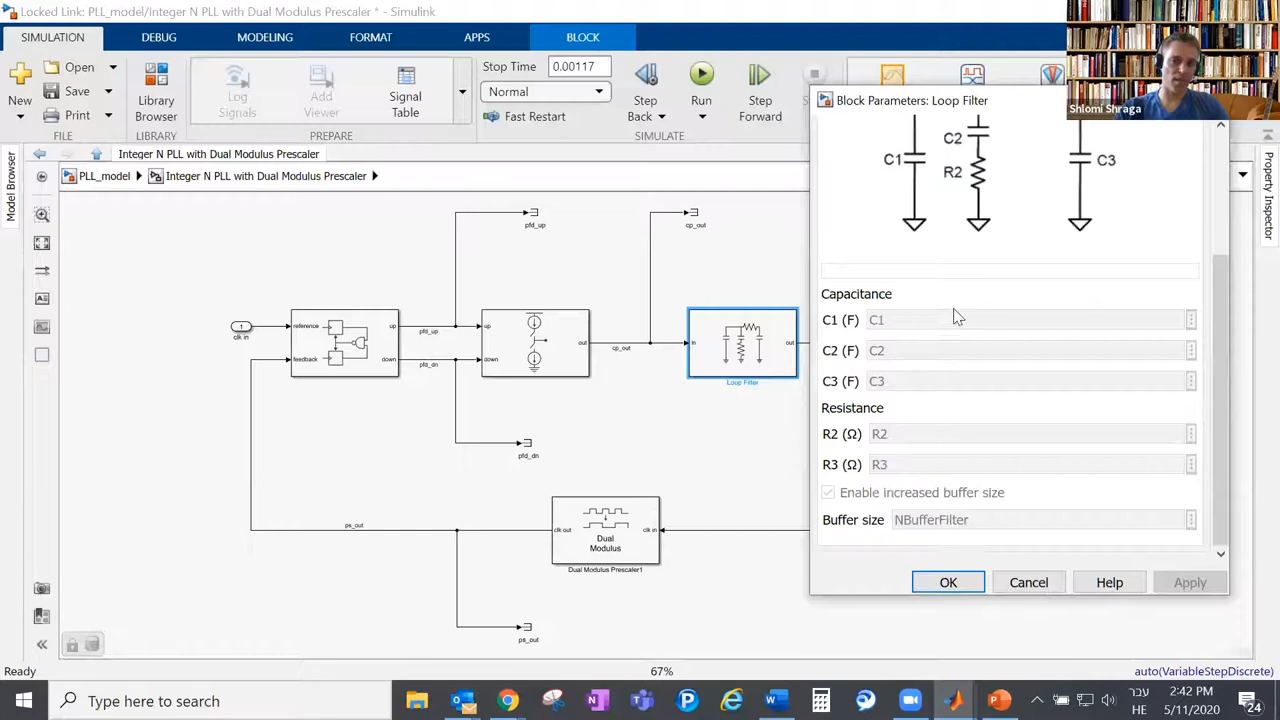 Locked Link: PLL_model/Integer N PLL with Dual Modulus Prescaler * - Simulink
SIMULATION
DEBUG
MODELING
FORMAT
APPS
BLOCK
New
Open
Save
Print
FILE
Library
Browser
LIBRARY
Log
Signals
Add
Viewer
Signal
Table
PREPARE
Stop Time
0.00117
Normal
Fast Restart
Step
Back
Run
Step
Forward
SIMULATE
Shlomi Shraga
Integer N PLL with Dual Modulus Prescaler
PLL_model
Integer N PLL with Dual Modulus Prescaler
Model Browser
Property Inspector
1
clk in
reference
feedback
up
down
pfd_up
pfd_up
pfd_dn
pfd_dn
up
down
out
cp_out
cp_out
in
out
Loop Filter
ps_out
clk out
clk in
Dual
Modulus
Dual Modulus Prescaler1
ps_out
Block Parameters: Loop Filter
C1
C2
R2
C3
Capacitance
C1 (F)
C1
C2 (F)
C2
C3 (F)
C3
Resistance
R2 (Ω)
R2
R3 (Ω)
R3
Enable increased buffer size
Buffer size
NBufferFilter
OK
Cancel
Help
Apply
Ready
67%
auto(VariableStepDiscrete)
Type here to search
עבר
HE
2:42 PM
5/11/2020
24